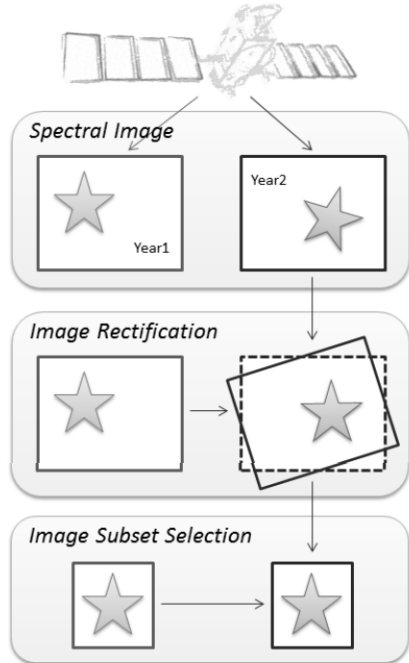 Spectral Image
Year1
Year2
Image Rectification
Image Subset Selection